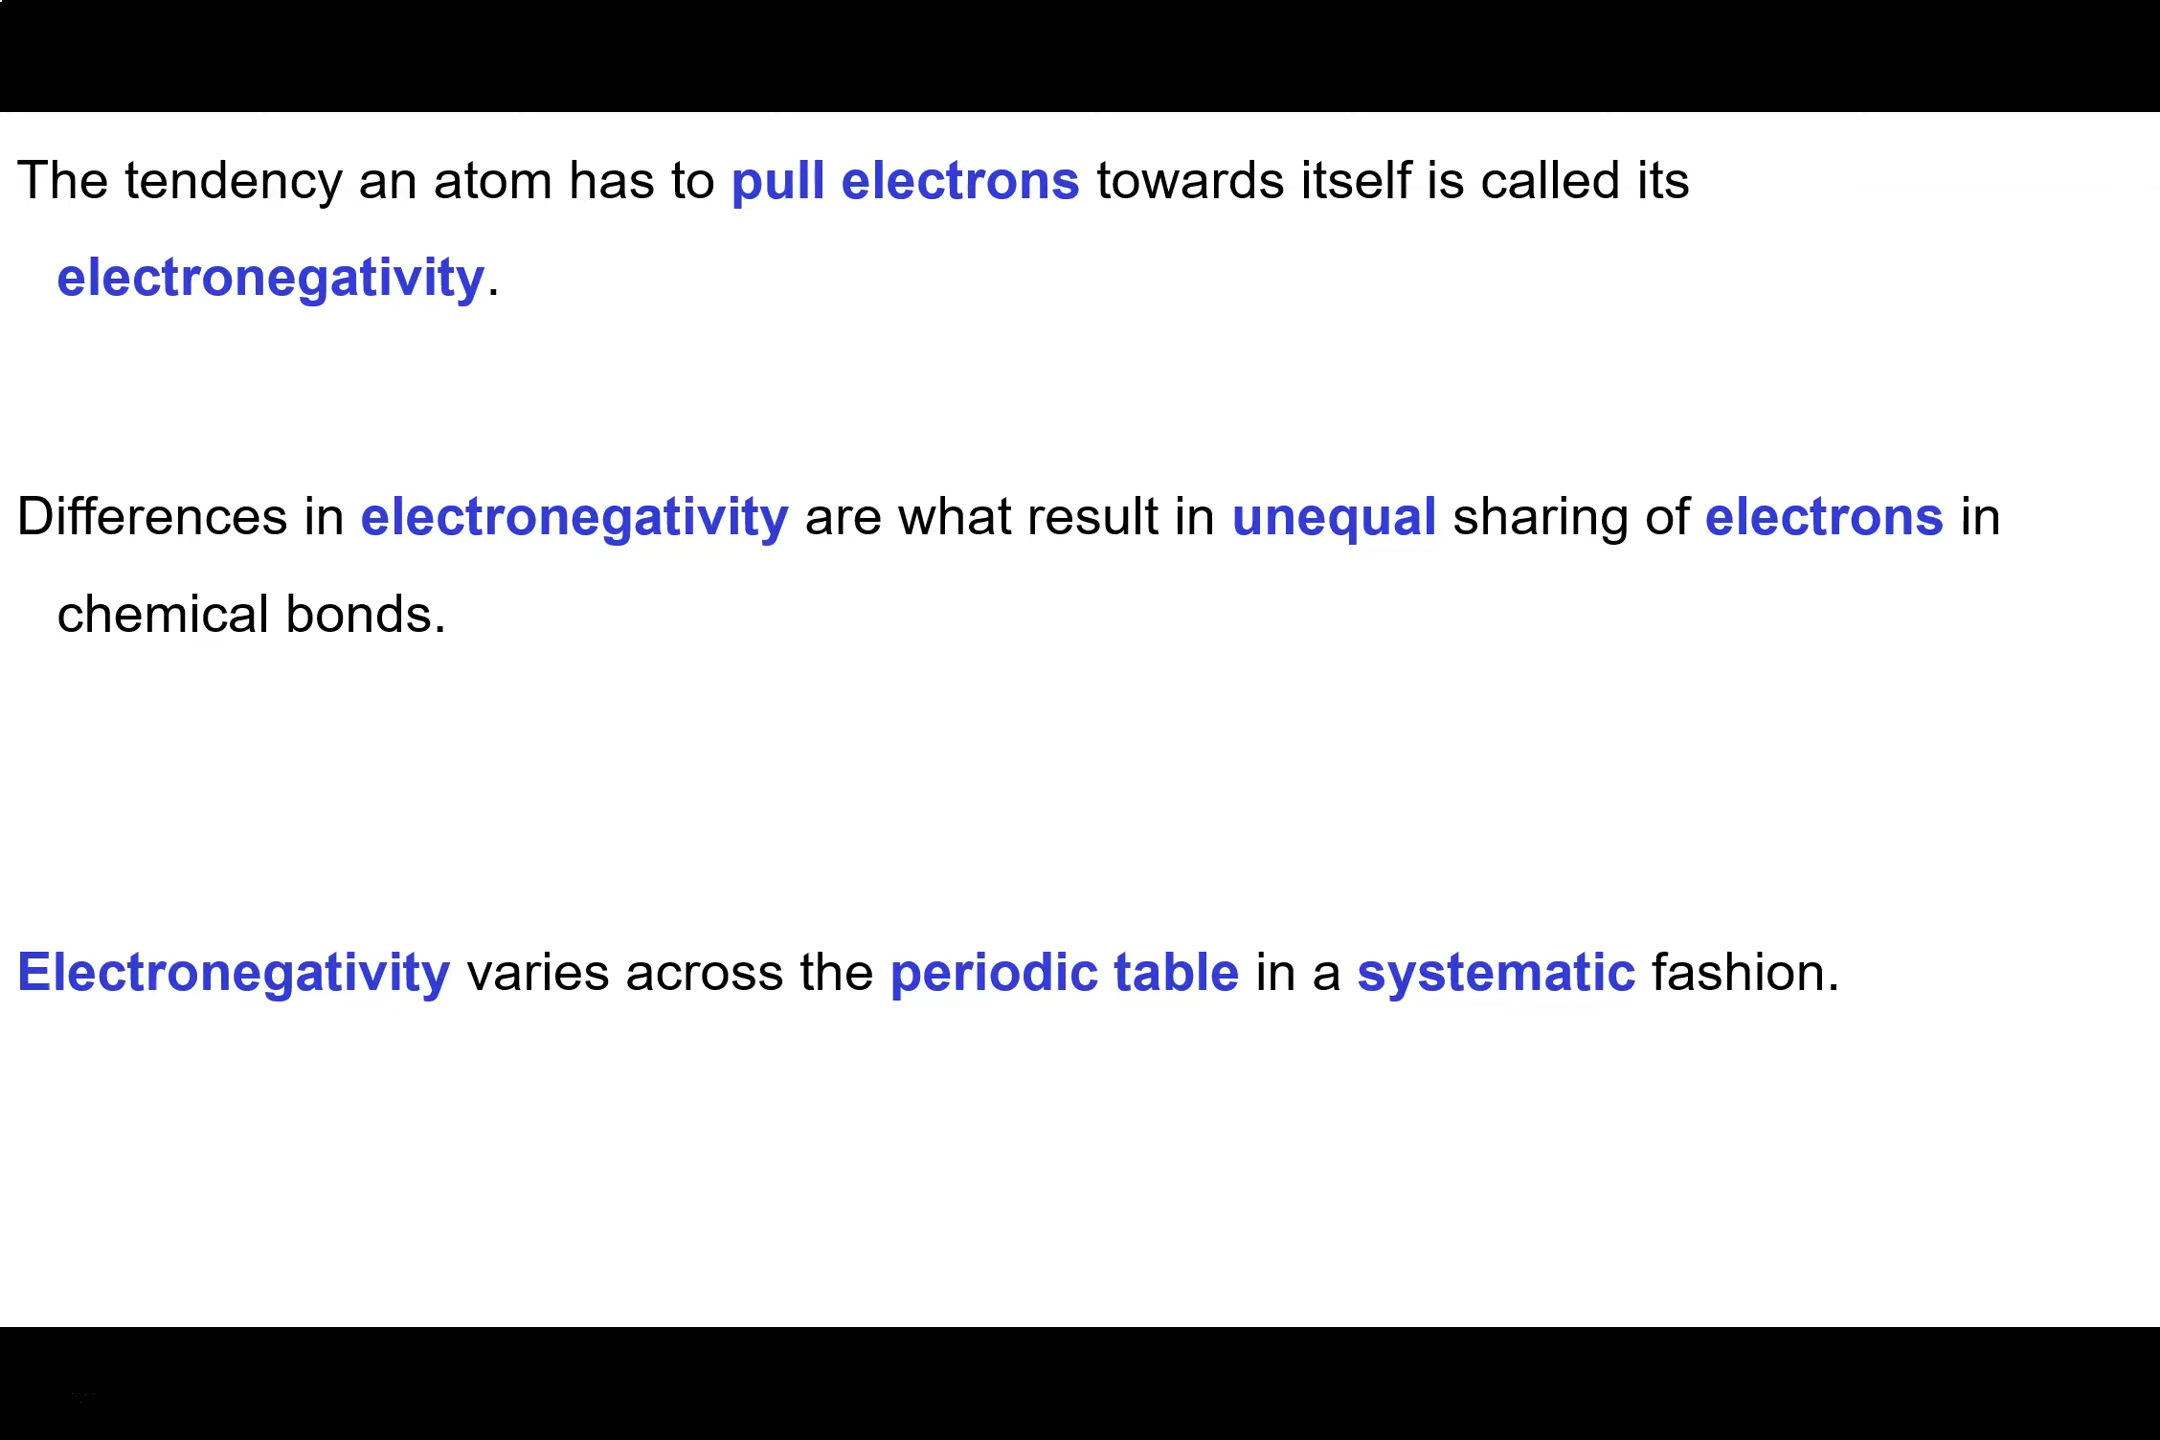 The tendency an atom has to pull electrons towards itself is called its
electronegativity.
Differences in electronegativity are what result in unequal sharing of electrons in
chemical bonds.
Electronegativity varies across the periodic table in a systematic fashion.